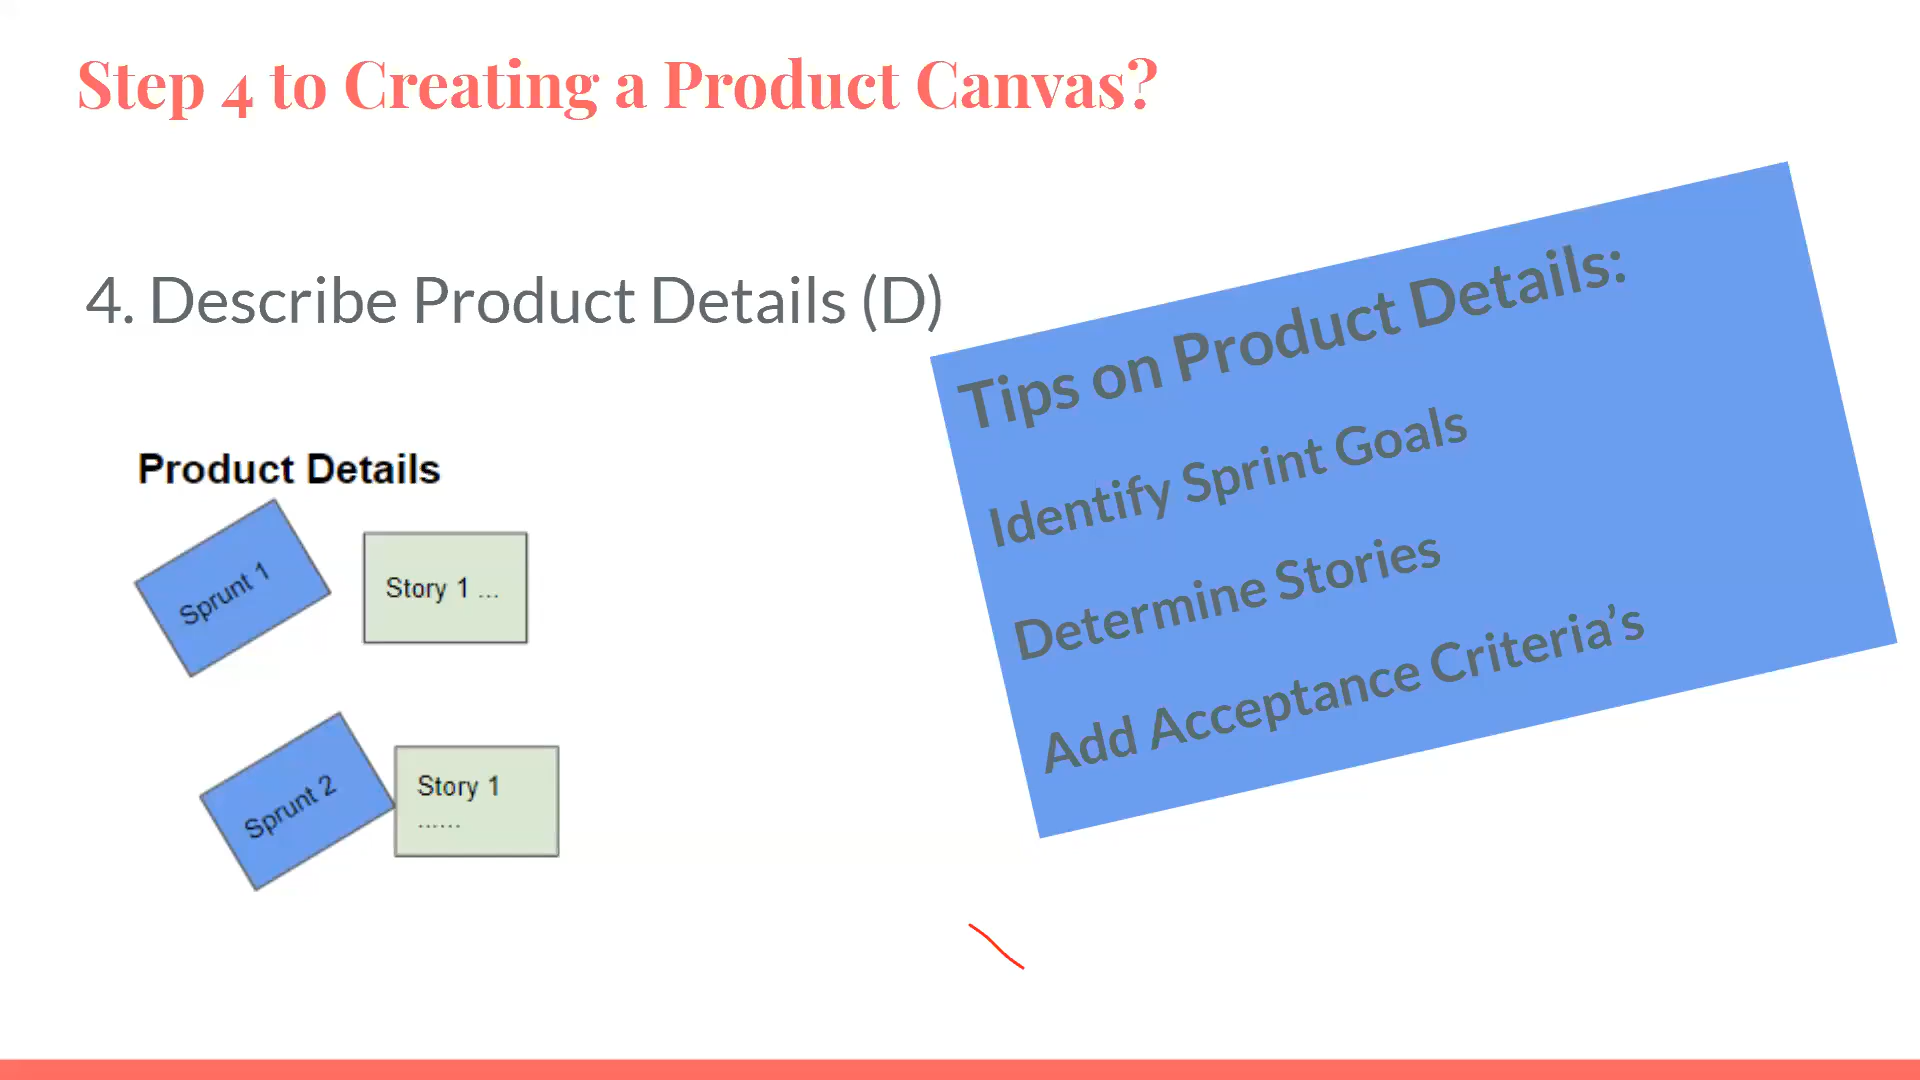 Step 4 to Creating a Product Canvas?
4. Describe Product Details (D)
Product Details
Sprunt 1
Story 1 ...
Sprunt 2
Story 1
......
Tips on Product Details:
Identify Sprint Goals
Determine Stories
Add Acceptance Criteria’s